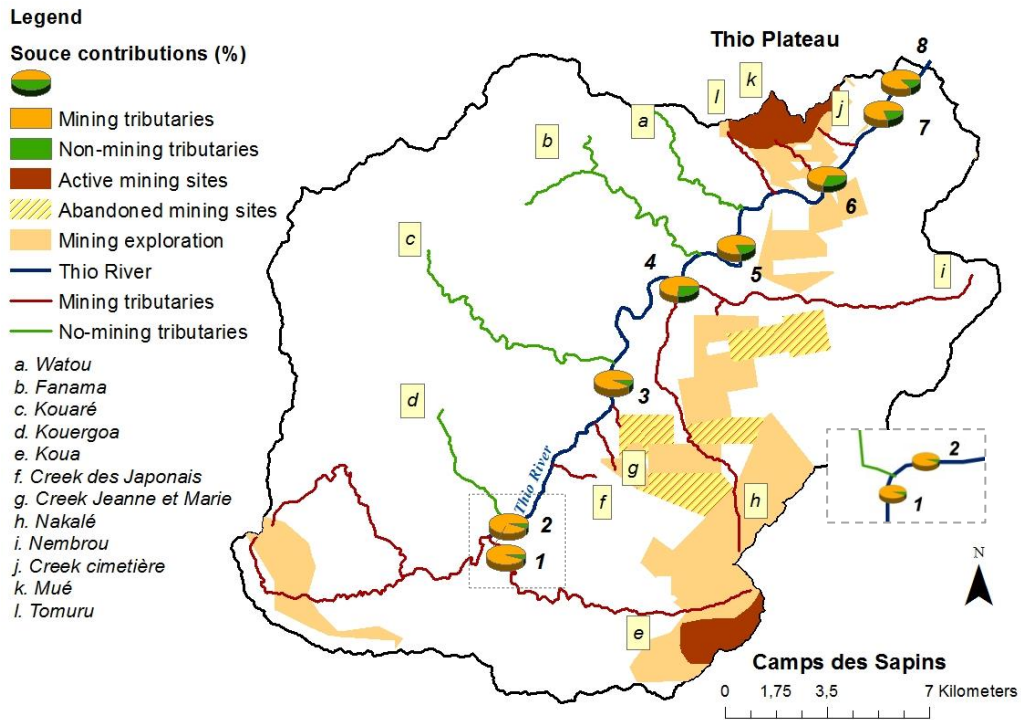 Legend
Souce contributions (%)
Mining tributaries
Non-mining tributaries
Active mining sites
Abandoned mining sites
Mining exploration
Thio River
Mining tributaries
No-mining tributaries
a. Watou
b. Fanama
c. Kouaré
d. Kouergoa
e. Koua
f. Creek des Japonais
g. Creek Jeanne et Marie
h. Nakalé
i. Nembrou
j. Creek cimetière
k. Mué
l. Tomuru
Thio Plateau
8
k
l
j
7
a
b
6
c
4
5
i
3
d
Thio River
g
f
h
2
1
e
2
1
N
Camps des Sapins
0 1,75 3,5 7 Kilometers